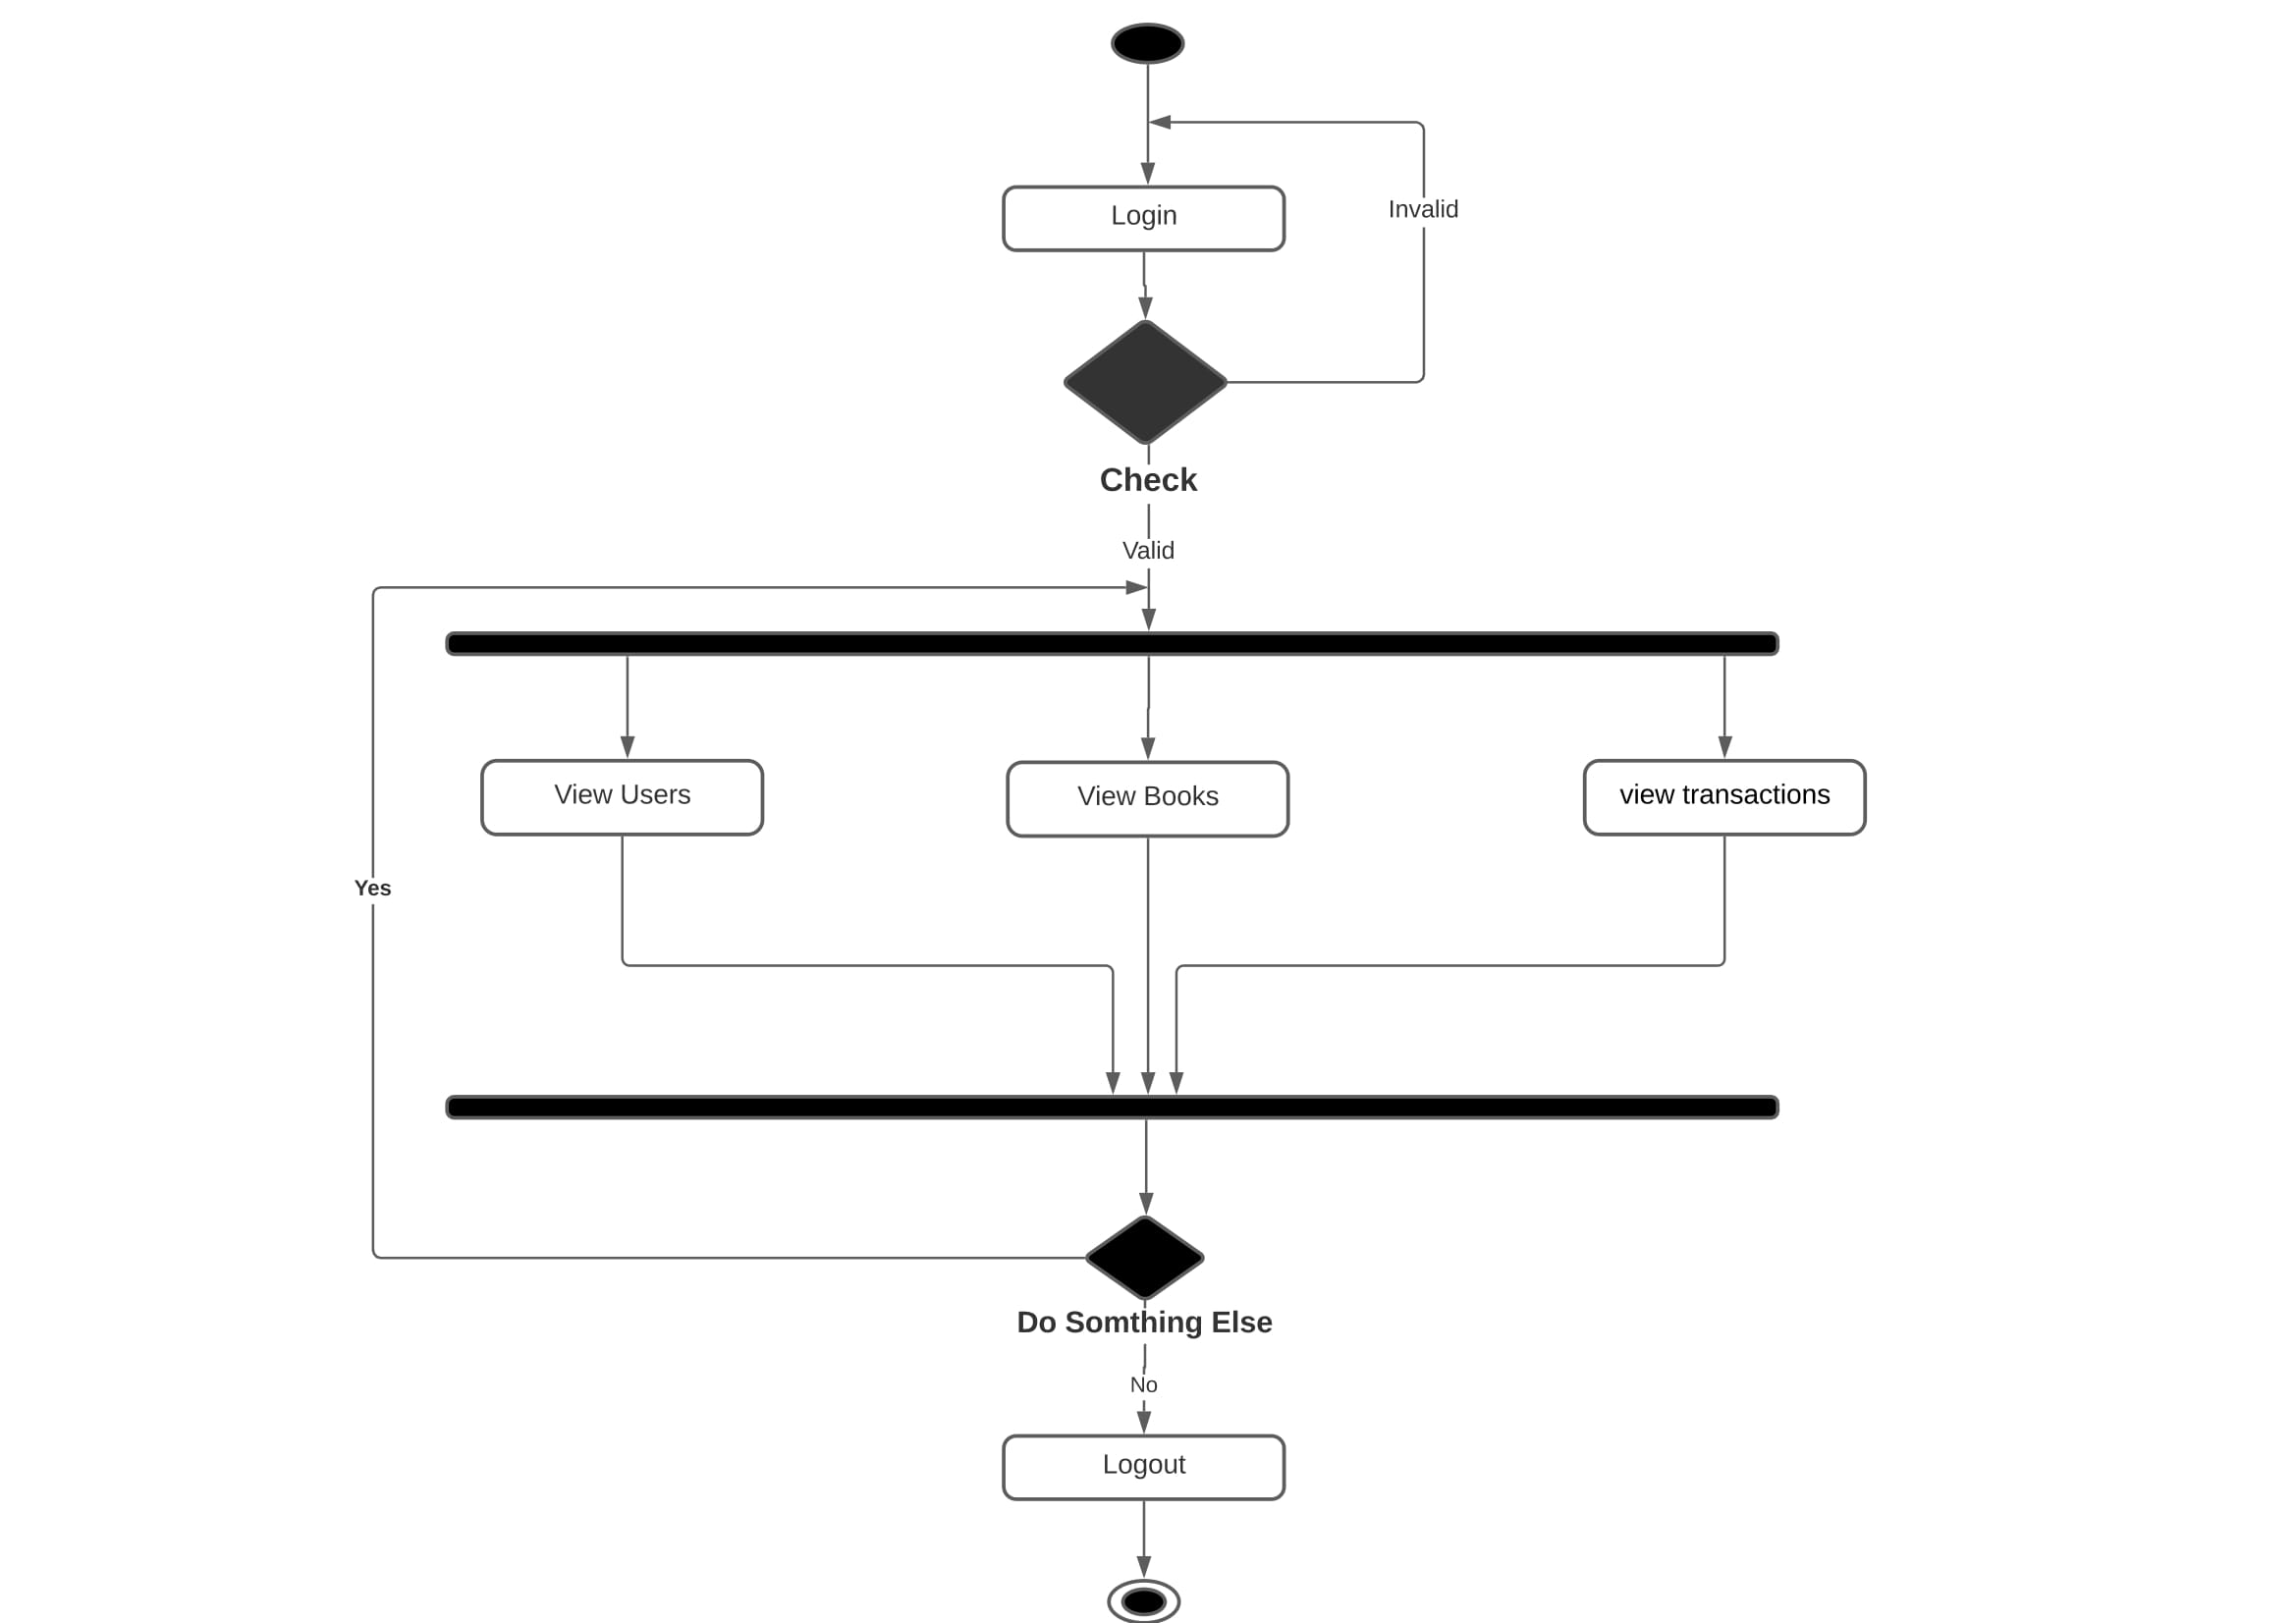 Login
Invalid
Check
Valid
View Users
View Books
view transactions
Yes
Do Somthing Else
No
Logout